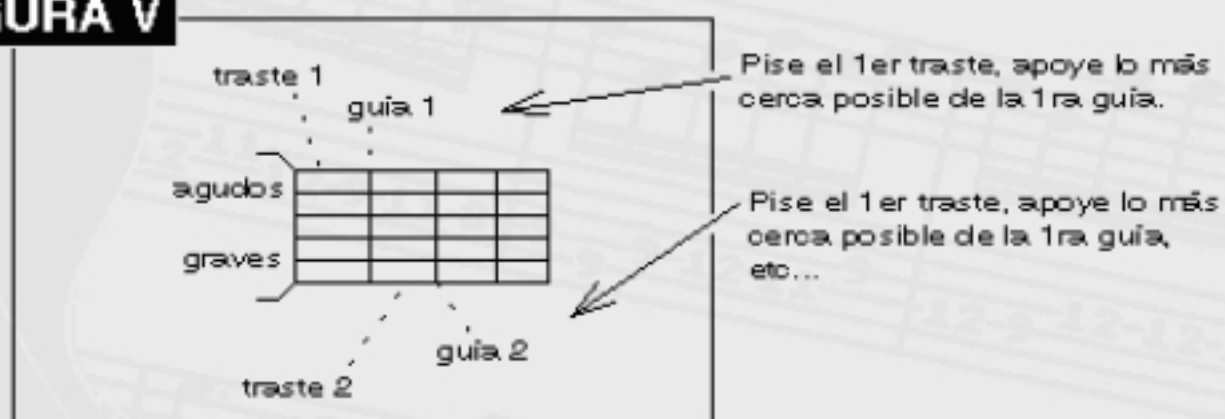 GURA V
traste 1
guía 1
agudos
graves
guía 2
traste 2
Pise el 1er traste, apoye lo más
cerca posible de la 1ra guía.
Pise el 1er traste, apoye lo más
cerca posible de la 1ra guía,
etc...